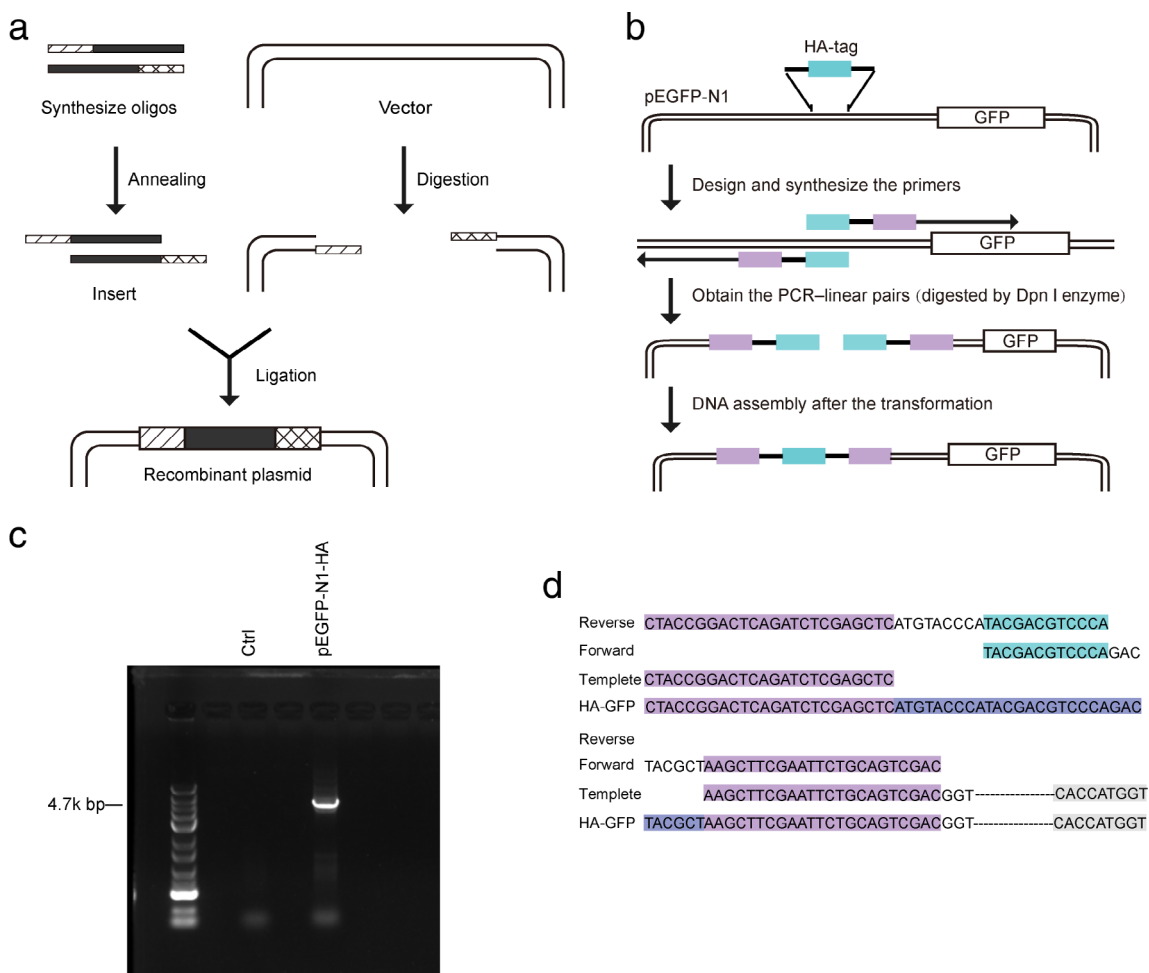 a
Synthesize oligos
Vector
Annealing
Digestion
Insert
Ligation
Recombinant plasmid
b
HA-tag
pEGFP-N1
GFP
Design and synthesize the primers
GFP
Obtain the PCR–linear pairs (digested by Dpn I enzyme)
GFP
DNA assembly after the transformation
GFP
c
Ctrl
pEGFP-N1-HA
4.7k bp
d
Reverse CTACCGGACTCAGATCTCGAGCTCATGTACCCATACGACGTCCCA
Forward TACGACGTCCCAGAC
Templete CTACCGGACTCAGATCTCGAGCTC
HA-GFP CTACCGGACTCAGATCTCGAGCTCATGTACCCATACGACGTCCCAGAC
Reverse
Forward TACGCTAAGCTTCGAATTCTGCAGTCGAC
Templete AAGCTTCGAATTCTGCAGTCGACGGT----------------CACCATGGT
HA-GFP TACGCTAAGCTTCGAATTCTGCAGTCGACGGT----------------CACCATGGT